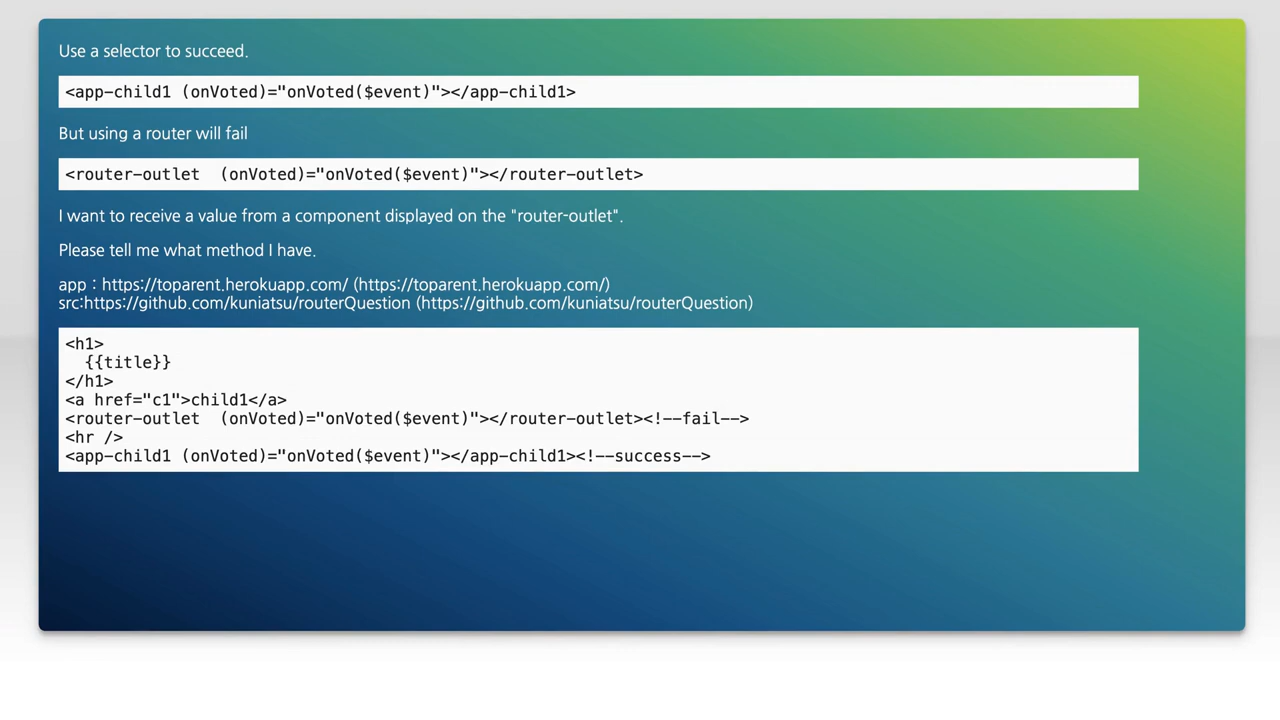 Use a selector to succeed.
<app-child1 (onVoted)="onVoted($event)"></app-child1>
But using a router will fail
<router-outlet  (onVoted)="onVoted($event)"></router-outlet>
I want to receive a value from a component displayed on the "router-outlet".
Please tell me what method I have.
app : https://toparent.herokuapp.com/ (https://toparent.herokuapp.com/)
src:https://github.com/kuniatsu/routerQuestion (https://github.com/kuniatsu/routerQuestion)
<h1>
  {{title}}
</h1>
<a href="c1">child1</a>
<router-outlet  (onVoted)="onVoted($event)"></router-outlet><!--fail-->
<hr />
<app-child1 (onVoted)="onVoted($event)"></app-child1><!--success-->